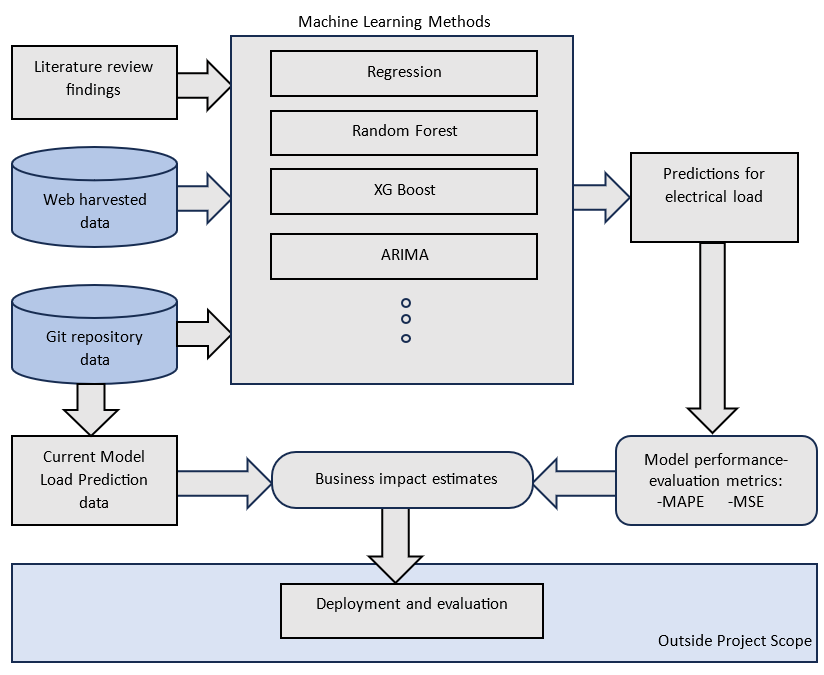 Machine Learning Methods
Literature review
findings
Regression
Random Forest
XG Boost
ARIMA
Web harvested
data
Git repository
data
Predictions for
electrical load
Current Model
Load Prediction
data
Business impact estimates
Model performance-
evaluation metrics:
-MAPE -MSE
Deployment and evaluation
Outside Project Scope